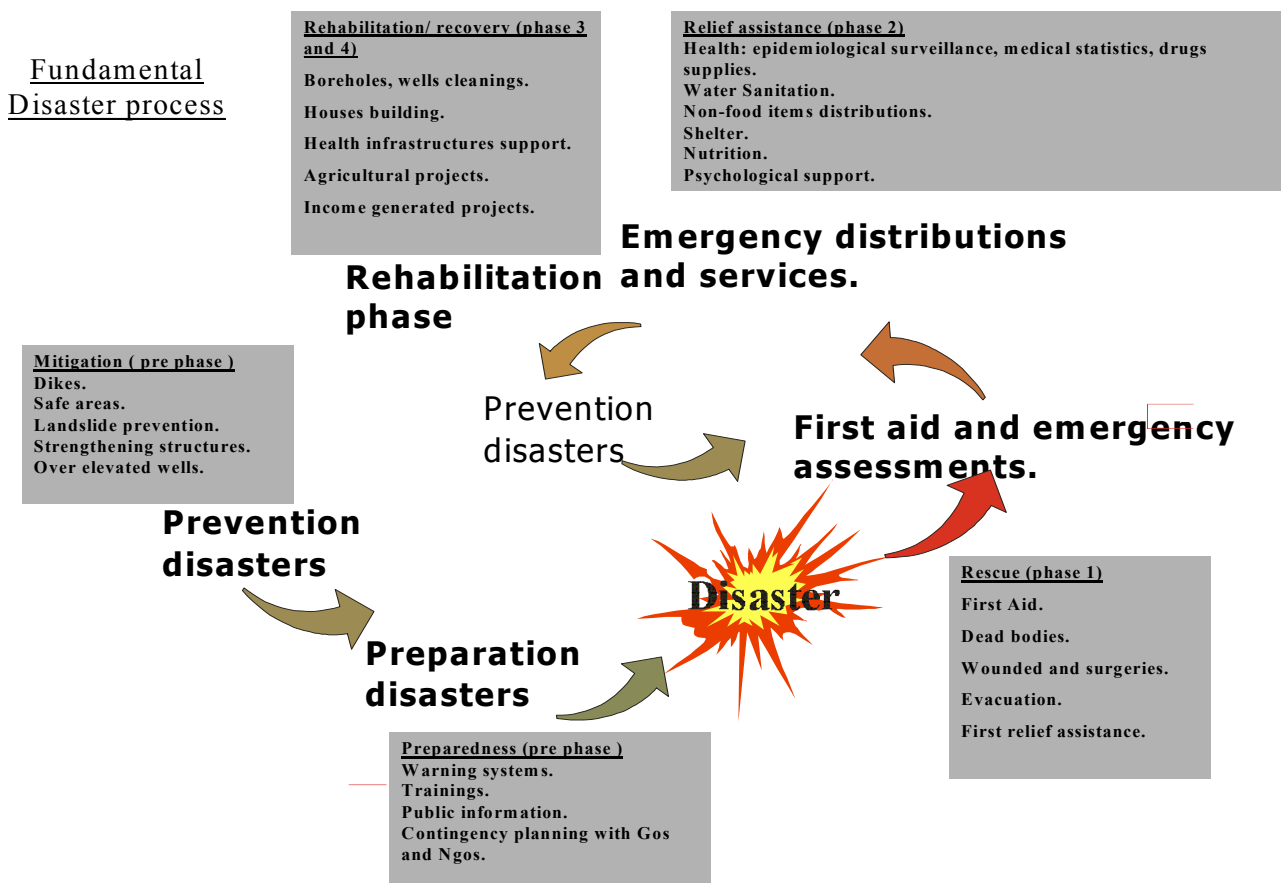 Fundamental
Disaster process
Rehabilitation/ recovery (phase 3
and 4)
Boreholes, wells cleanings.
Houses building.
Health infrastructures support.
Agricultural projects.
Income generated projects.
Relief assistance (phase 2)
Health: epidemiological surveillance, medical statistics, drugs
supplies.
Water Sanitation.
Non-food items distributions.
Shelter.
Nutrition.
Psychological support.
Emergency distributions
and services.
Rehabilitation
phase
Mitigation ( pre phase )
Dikes.
Safe areas.
Landslide prevention.
Strengthening structures.
Over elevated wells.
Prevention
disasters
First aid and emergency
assessments.
Prevention
disasters
Disaster
Rescue (phase 1)
First Aid.
Dead bodies.
Wounded and surgeries.
Evacuation.
First relief assistance.
Preparation
disasters
Preparedness (pre phase )
Warning systems.
Trainings.
Public information.
Contingency planning with Gos
and Ngos.